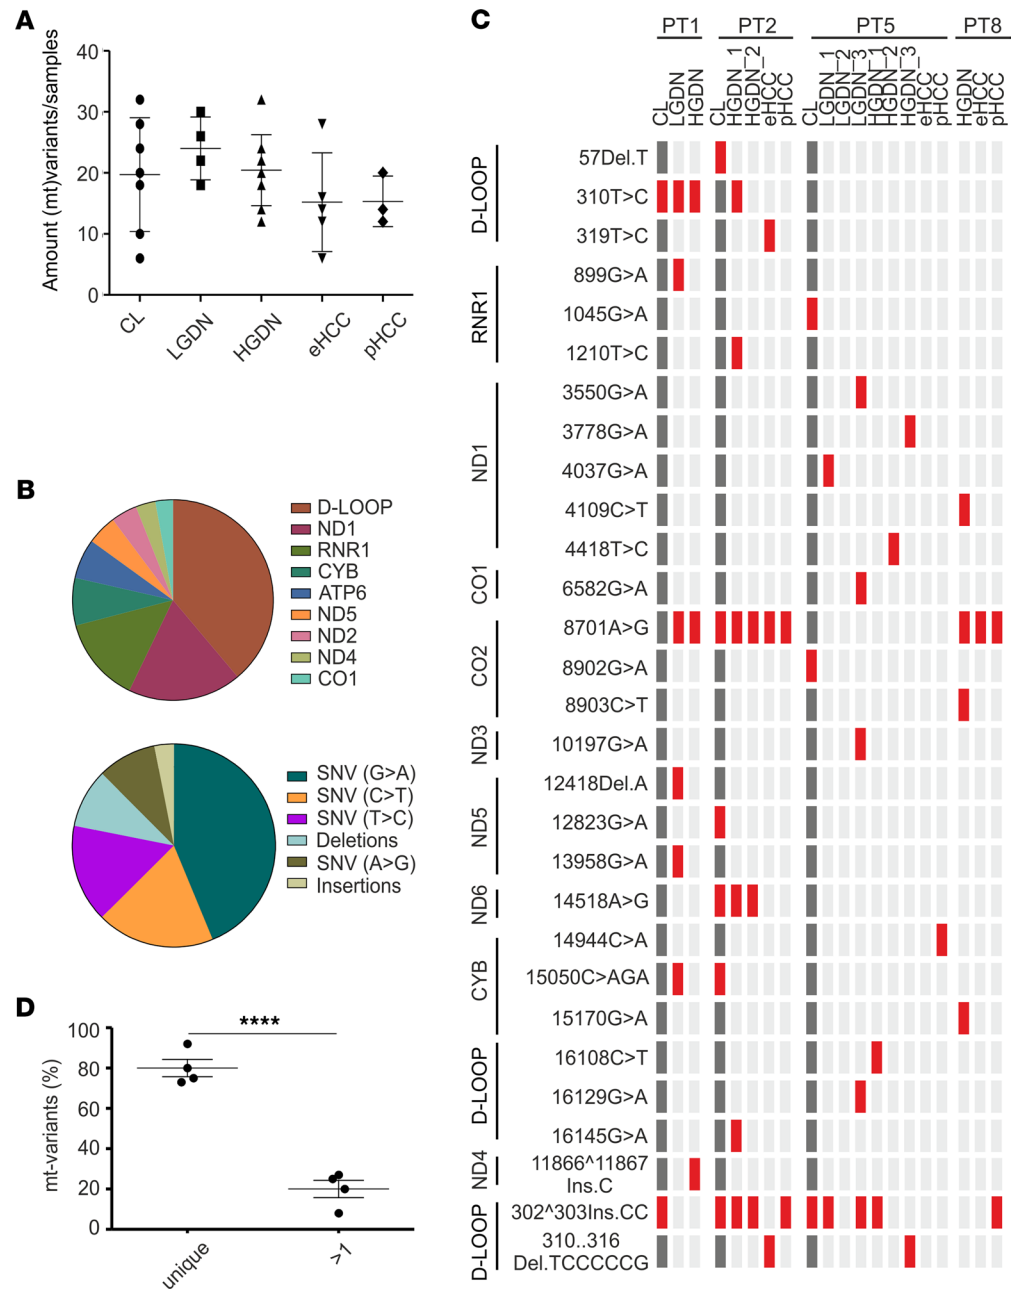 A
Amount (mt)variants/samples
40
30
20
10
0
CL
LGDN
HGDN
eHCC
pHCC
B
D-LOOP
ND1
RNR1
CYB
ATP6
ND5
ND2
ND4
CO1
SNV (G>A)
SNV (C>T)
SNV (T>C)
Deletions
SNV (A>G)
Insertions
D
mt-variants (%)
100
80
60
40
20
0
****
unique
>1
C
PT1 PT2 PT5 PT8
CL
LGDN
HGDN
CL
HGDN_1
HGDN_2
eHCC
pHCC
CL
LGDN_1
LGDN_2
LGDN_3
HGDN_1
HGDN_2
HGDN_3
eHCC
pHCC
HGDN
eHCC
pHCC
D-LOOP
57Del.T
310T>C
319T>C
RNR1
899G>A
1045G>A
1210T>C
ND1
3550G>A
3778G>A
4037G>A
4109C>T
4418T>C
CO1
6582G>A
CO2
8701A>G
8902G>A
8903C>T
ND3
10197G>A
ND5
12418Del.A
12823G>A
13958G>A
ND6
14518A>G
CYB
14944C>A
15050C>AGA
15170G>A
D-LOOP
16108C>T
16129G>A
16145G>A
ND4
11866^11867
Ins.C
D-LOOP
302^303Ins.CC
310..316
Del.TCCCCCG